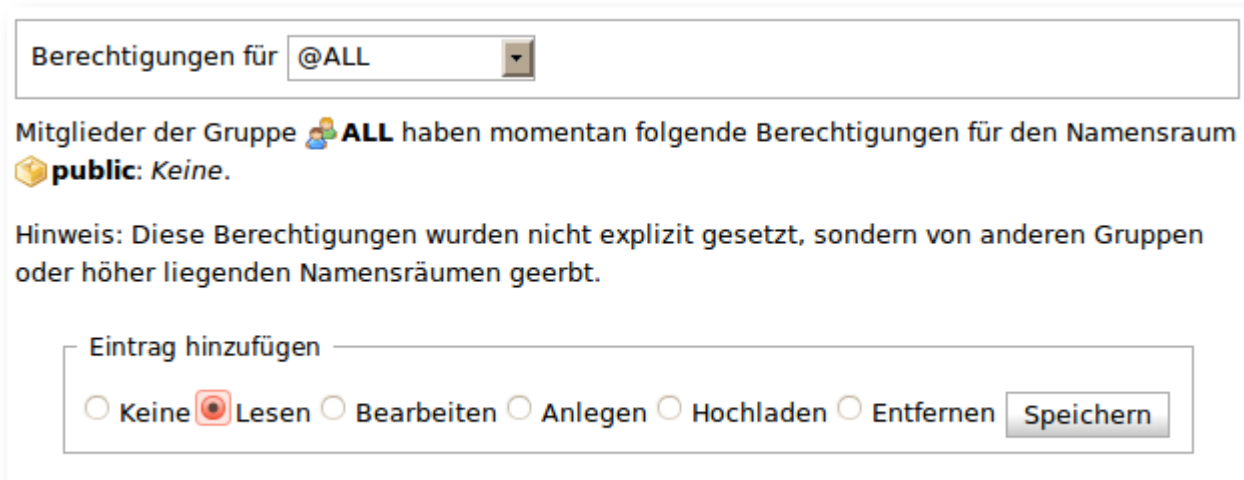 Berechtigungen für @ALL
Mitglieder der Gruppe ALL haben momentan folgende Berechtigungen für den Namensraum
public: Keine.
Hinweis: Diese Berechtigungen wurden nicht explizit gesetzt, sondern von anderen Gruppen
oder höher liegenden Namensräumen geerbt.
Eintrag hinzufügen
Keine Lesen Bearbeiten Anlegen Hochladen Entfernen Speichern